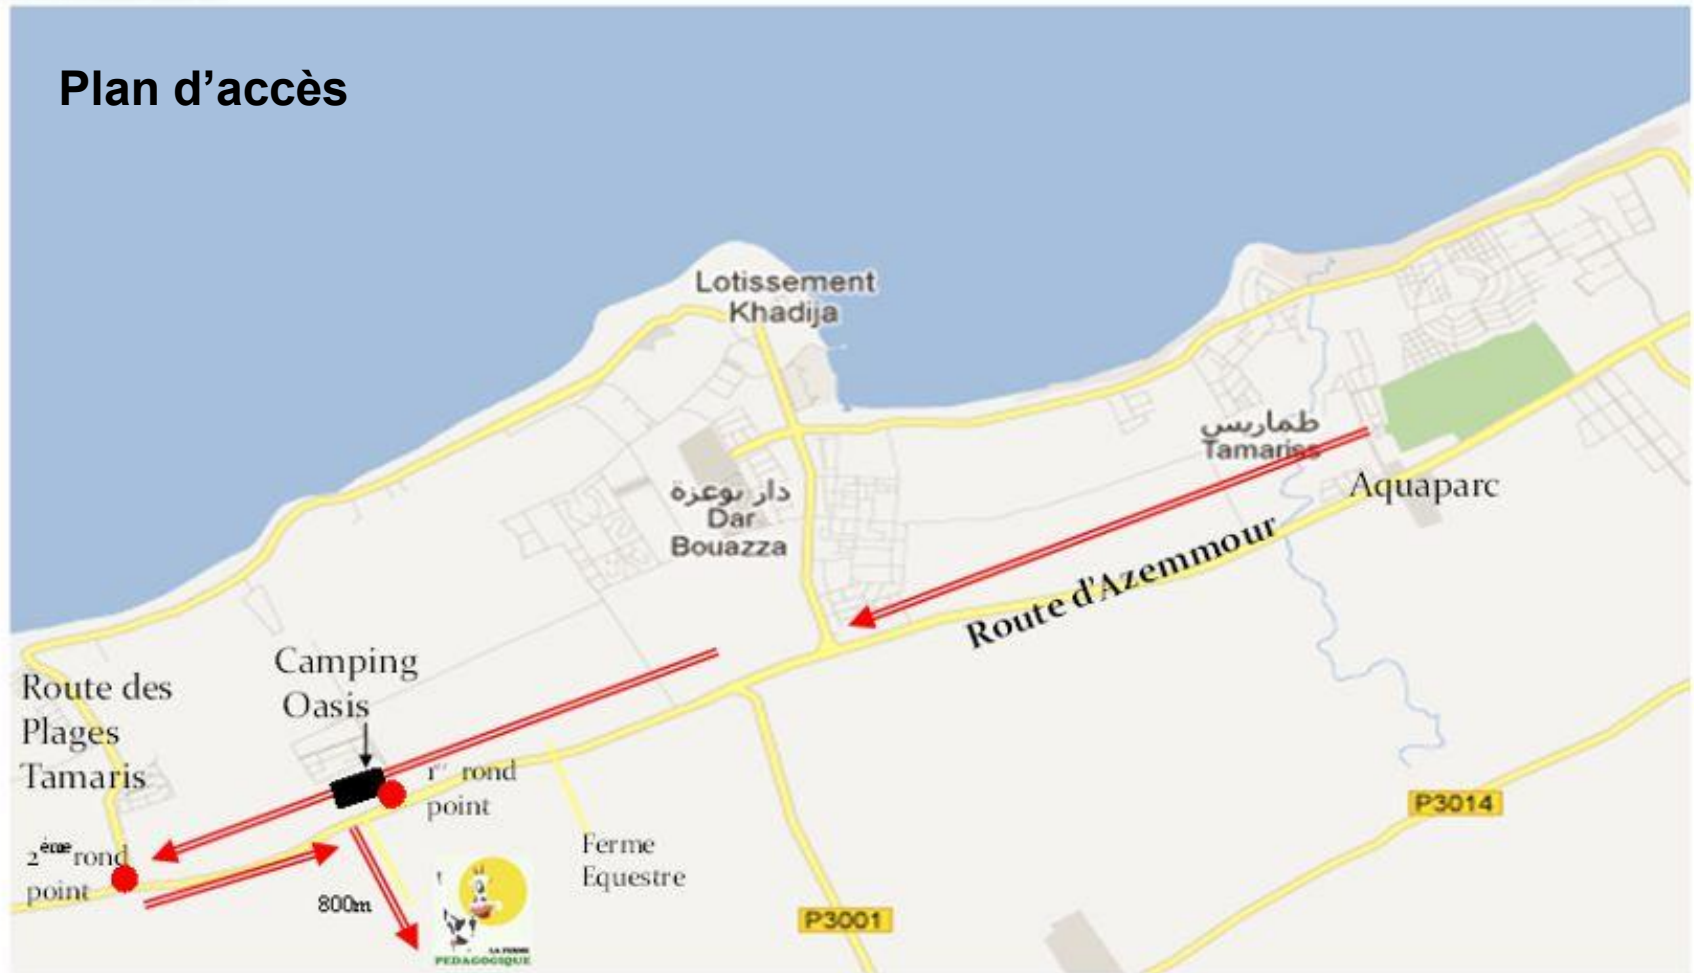 Plan d'accès
Lotissement
Khadija
طماريس
Tamariss
Aquaparc
دار بوعزة
Dar
Bouazza
Route d'Azemmour
Camping
Oasis
Route des
Plages
Tamaris
1er rond
point
2ème rond
point
Ferme
Equestre
800m
P3014
P3001
LA FERME
PEDAGOGIQUE